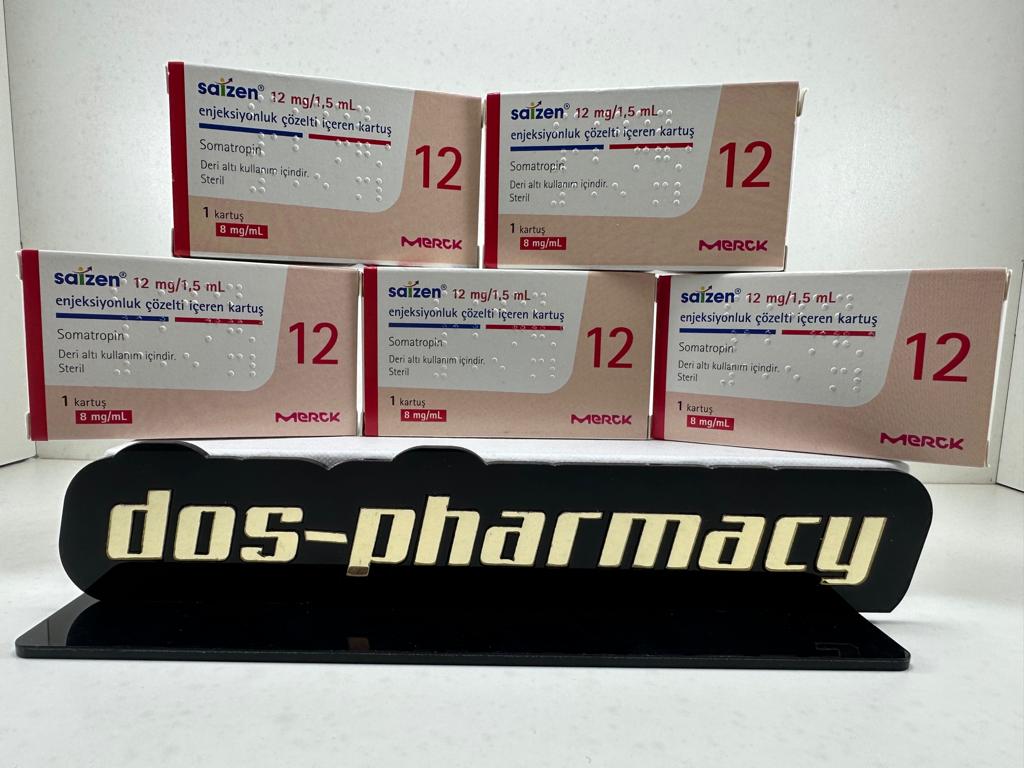 saizen® 12 mg/1,5 mL
enjeksiyonluk çözelti içeren kartuş
Somatropin
Deri altı kullanım içindir.
Steril
12
1 kartuş
8 mg/mL
Merck
saizen® 12 mg/1,5 mL
enjeksiyonluk çözelti içeren kartuş
Somatropin
Deri altı kullanım içindir.
Steril
12
1 kartuş
8 mg/mL
Merck
saizen® 12 mg/1,5 mL
enjeksiyonluk çözelti içeren kartuş
Somatropin
Deri altı kullanım içindir.
Steril
12
1 kartuş
8 mg/mL
Merck
saizen® 12 mg/1,5 mL
enjeksiyonluk çözelti içeren kartuş
Somatropin
Deri altı kullanım içindir.
Steril
12
1 kartuş
8 mg/mL
Merck
saizen® 12 mg/1,5 mL
enjeksiyonluk çözelti içeren kartuş
Somatropin
Deri altı kullanım içindir.
Steril
12
1 kartuş
8 mg/mL
Merck
dos-pharmacy